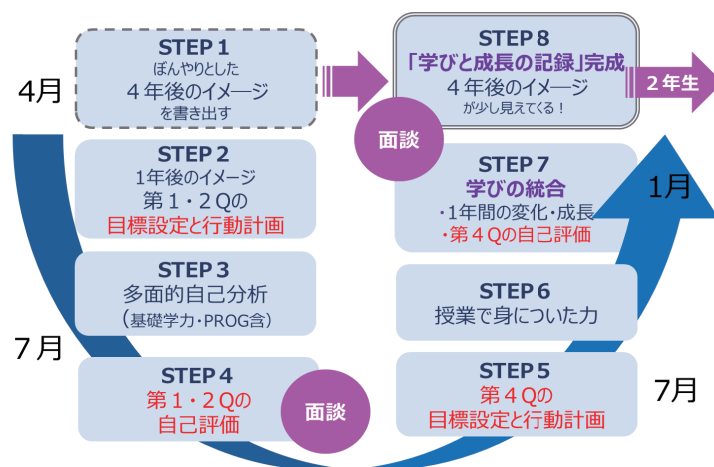 4月
STEP 1
ぼんやりとした
4年後のイメージ
を書き出す
STEP 2
1年後のイメージ
第1・2Qの
目標設定と行動計画
STEP 3
多面的自己分析
(基礎学力・PROG含)
7月
STEP 4
第1・2Qの
自己評価
面談
STEP 8
「学びと成長の記録」完成
4年後のイメージ
が少し見えてくる!
2年生
面談
STEP 7
学びの統合
・1年間の変化・成長
・第4Qの自己評価
1月
STEP 6
授業で身についた力
STEP 5
第4Qの
目標設定と行動計画
7月